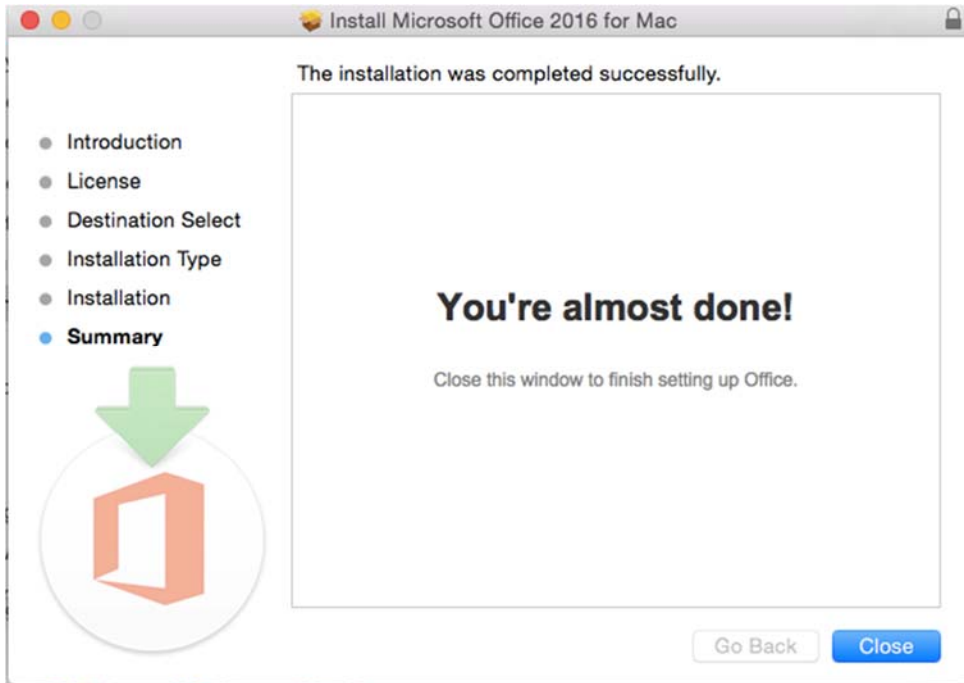 Install Microsoft Office 2016 for Mac
The installation was completed successfully.
Introduction
License
Destination Select
Installation Type
Installation
Summary
You're almost done!
Close this window to finish setting up Office.
Go Back
Close